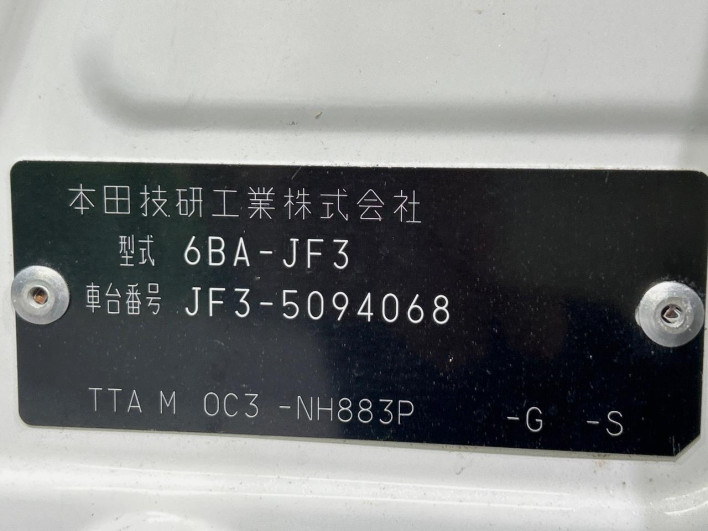 本田技研工業株式会社
型式 6BA-JF3
車台番号 JF3-5094068
TTA M 0C3 -NH883P -G -S